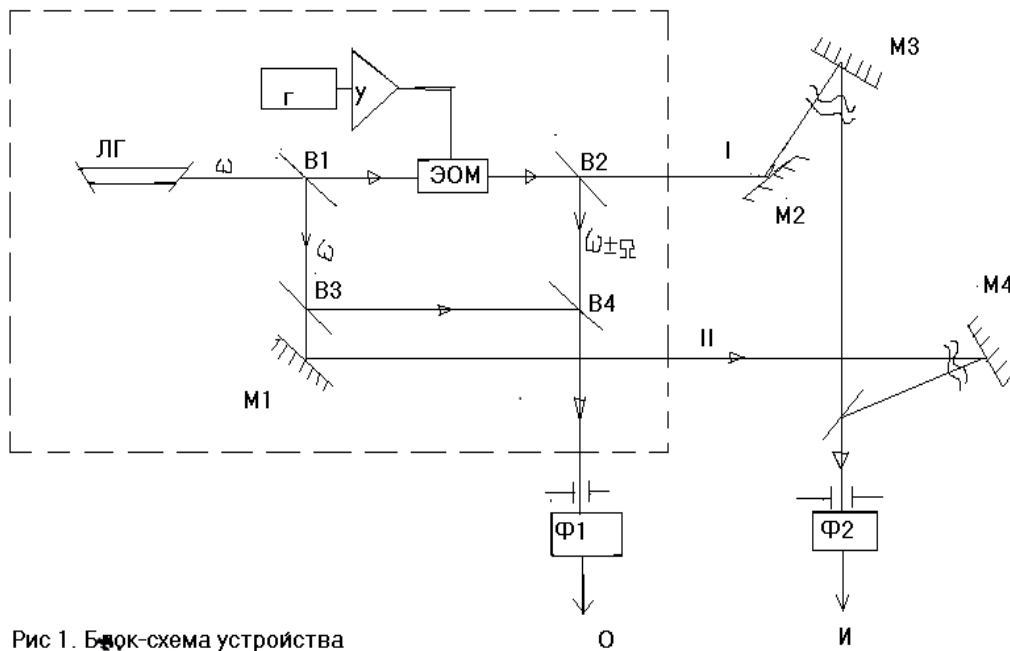 М3
Г
У
ЛГ
ω
В1
ЭОМ
В2
I
М2
ω
ω±Ω
В3
В4
М4
II
М1
Ф1
Ф2
Рис 1. Блок-схема устройства
О
И